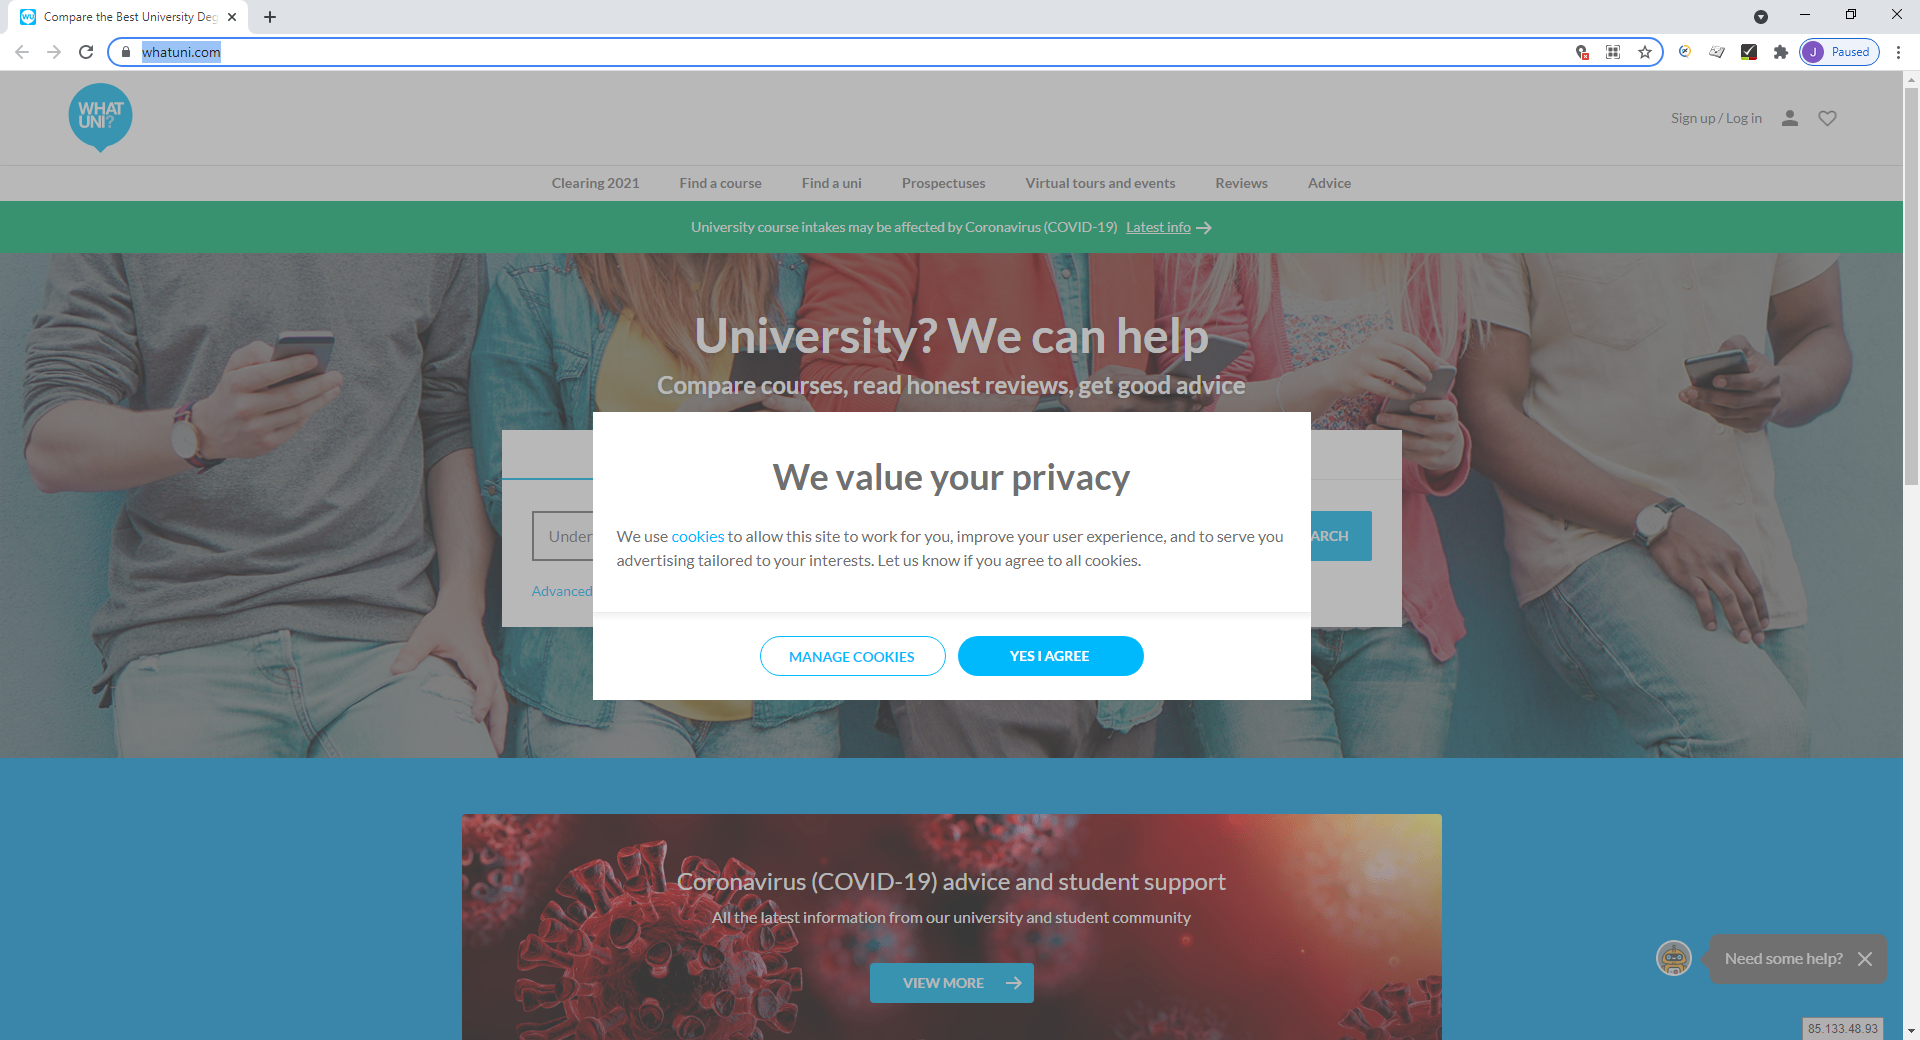 WU Compare the Best University Deg
whatuni.com
J Paused
WHAT
UNI?
Sign up / Log in
Clearing 2021 Find a course Find a uni Prospectuses Virtual tours and events Reviews Advice
University course intakes may be affected by Coronavirus (COVID-19) Latest info
University? We can help
Compare courses, read honest reviews, get good advice
We value your privacy
We use cookies to allow this site to work for you, improve your user experience, and to serve you
advertising tailored to your interests. Let us know if you agree to all cookies.
Under
ARCH
Advanced
MANAGE COOKIES YES I AGREE
Coronavirus (COVID-19) advice and student support
All the latest information from our university and student community
VIEW MORE
Need some help?
85.133.48.93